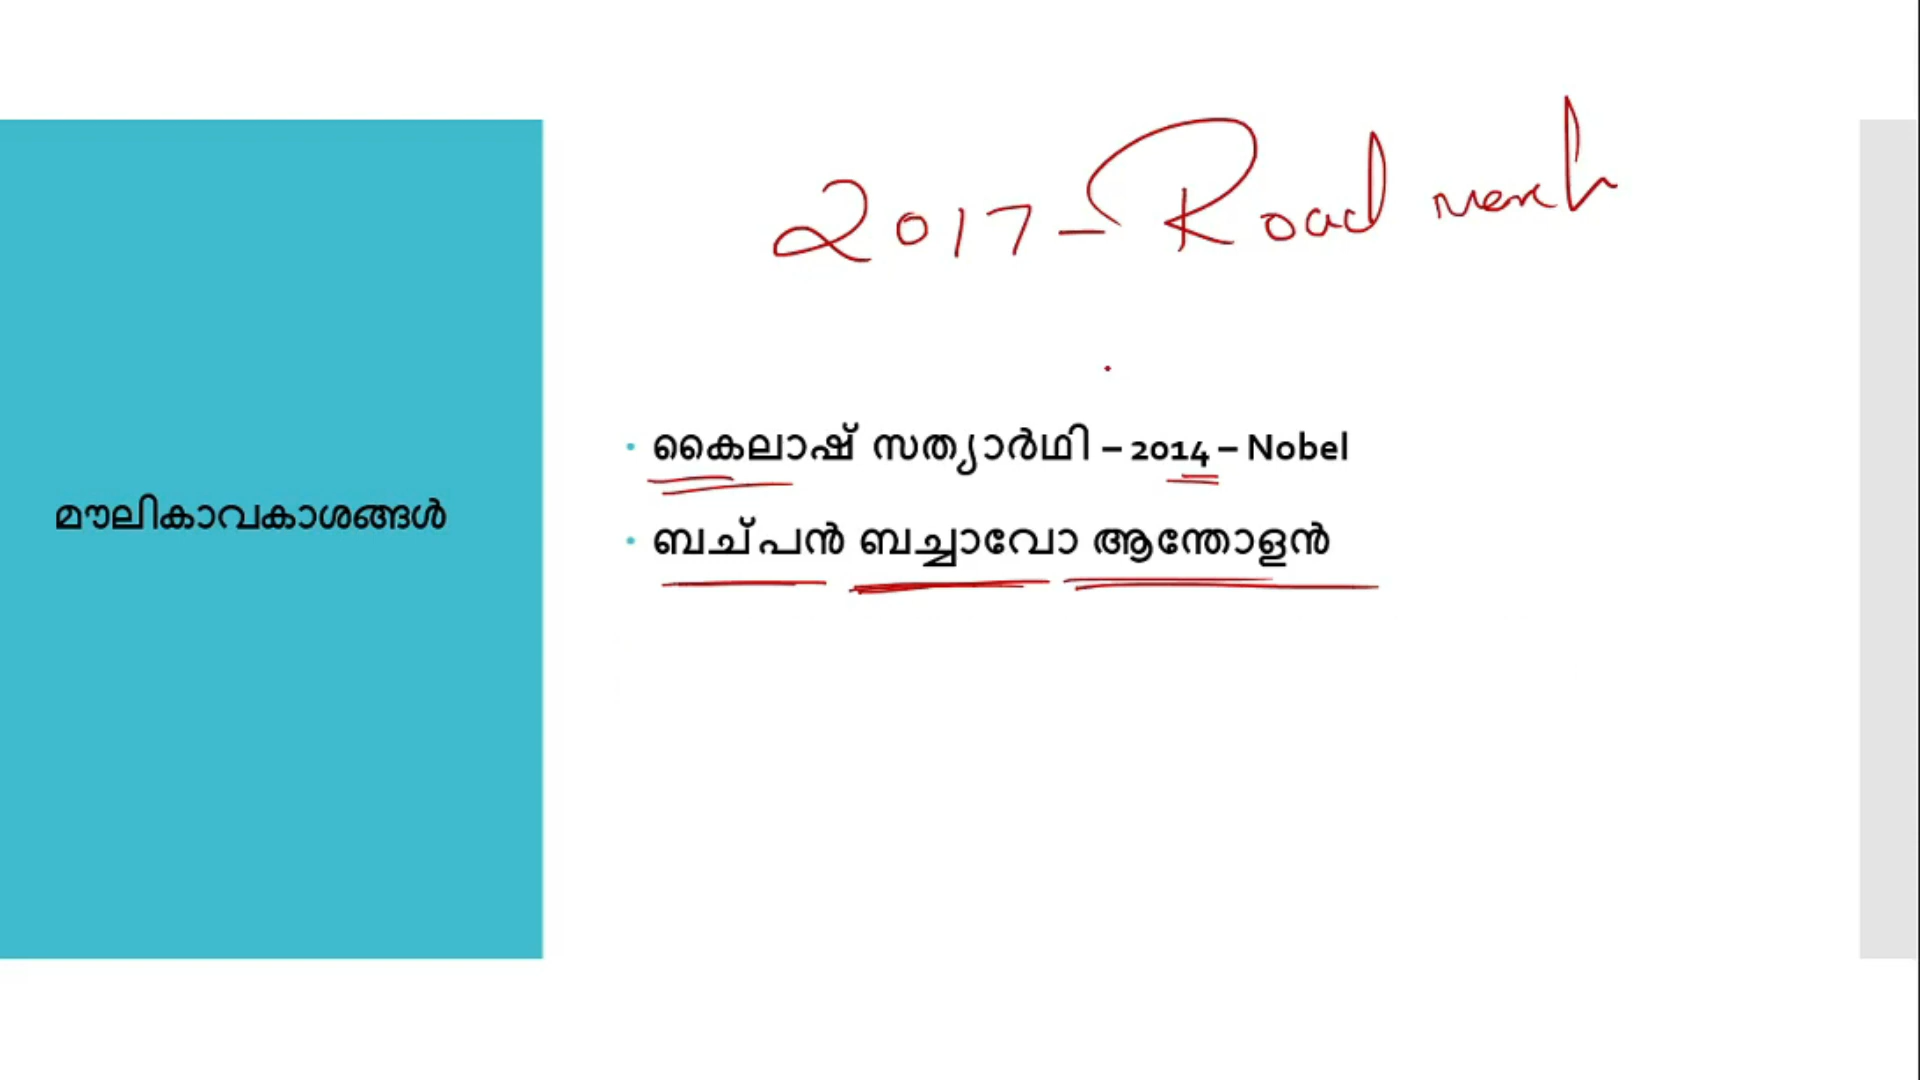 2017 - Road march
മൗലികാവകാശങ്ങൾ
• കൈലാഷ് സത്യാർഥി – 2014 – Nobel
• ബച്പൻ ബച്ചാവോ ആന്തോളൻ